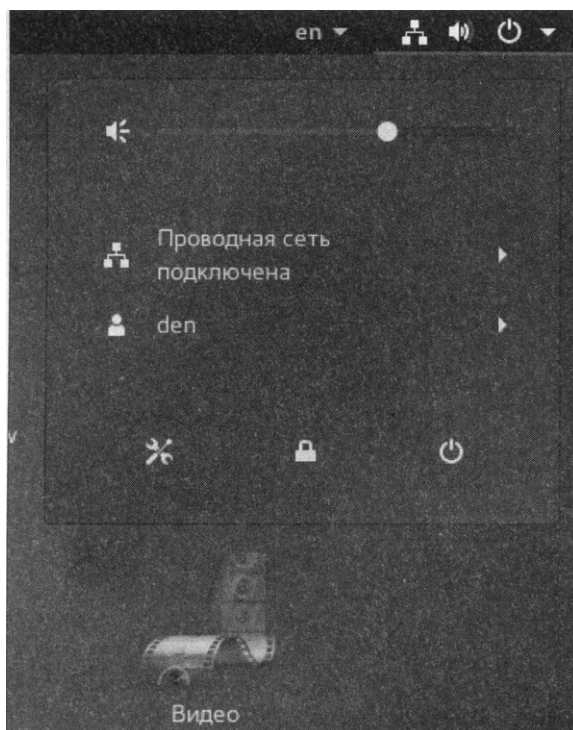 en
Проводная сеть
подключена
den
v
Видео